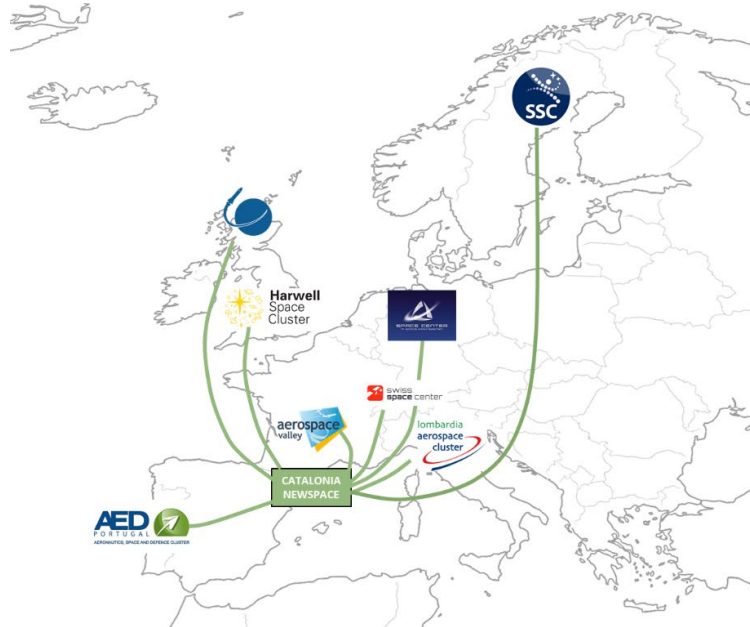 SSC
Harwell
Space
Cluster
SPACE CENTER
swiss
space center
aerospace
valley
lombardia
aerospace
cluster
CATALONIA
NEWSPACE
AED
PORTUGAL
AERONAUTICS, SPACE AND DEFENCE CLUSTER